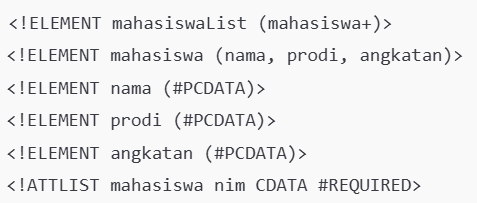 <!ELEMENT mahasiswaList (mahasiswa+)>
<!ELEMENT mahasiswa (nama, prodi, angkatan)>
<!ELEMENT nama (#PCDATA)>
<!ELEMENT prodi (#PCDATA)>
<!ELEMENT angkatan (#PCDATA)>
<!ATTLIST mahasiswa nim CDATA #REQUIRED>